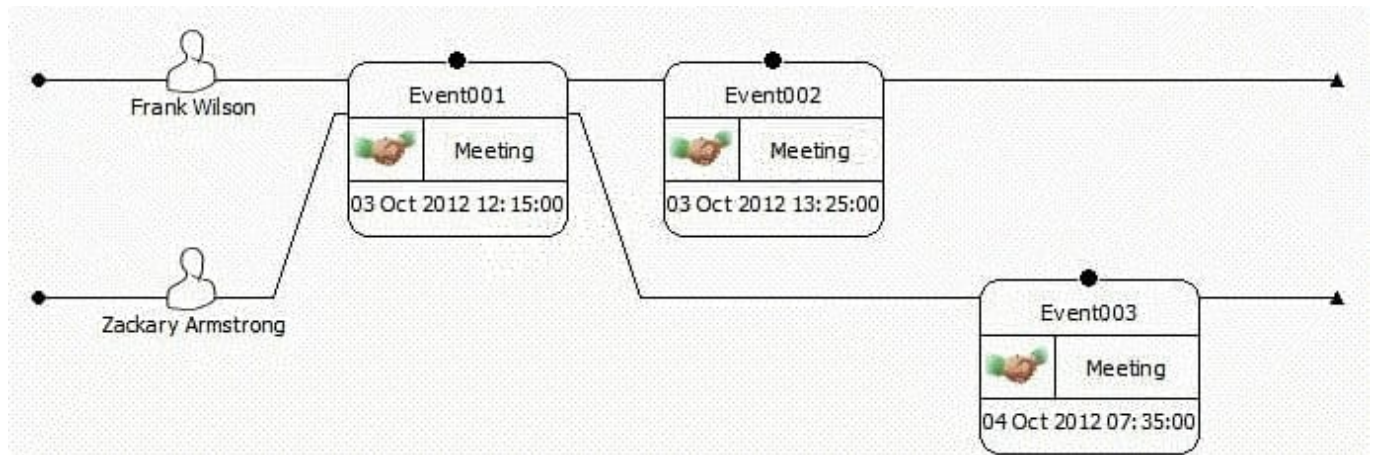 Frank Wilson
Event001
Meeting
03 Oct 2012 12:15:00
Event002
Meeting
03 Oct 2012 13:25:00
Zackary Armstrong
Event003
Meeting
04 Oct 2012 07:35:00